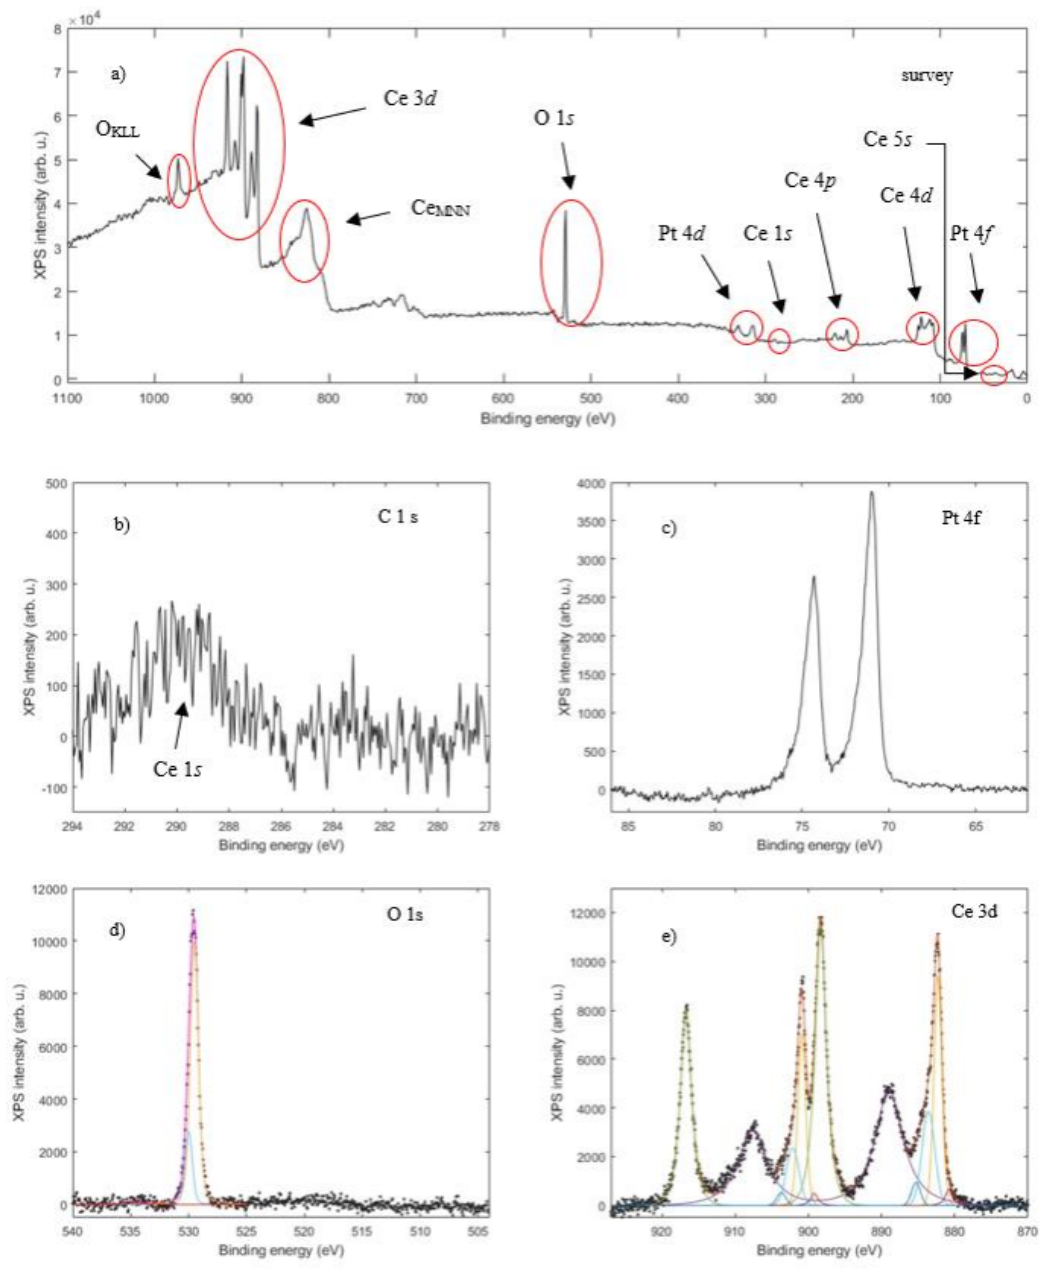 × 10⁴
8
a)
survey
7
Ce 3d
6
OKLL
O 1s
Ce 5s
5
Ce 4p
Ce 4d
4
CeMNN
Pt 4d
Ce 1s
Pt 4f
3
2
1
0
XPS intensity (arb. u.)
1100 1000 900 800 700 600 500 400 300 200 100 0
Binding energy (eV)
500
b)
C 1 s
400
300
200
100
0
-100
Ce 1s
XPS intensity (arb. u.)
294 292 290 288 286 284 282 280 278
Binding energy (eV)
4000
c)
Pt 4f
3500
3000
2500
2000
1500
1000
500
0
XPS intensity (arb. u.)
85 80 75 70 65
Binding energy (eV)
12000
d)
O 1s
10000
8000
6000
4000
2000
0
XPS intensity (arb. u.)
540 535 530 525 520 515 510 505
Binding energy (eV)
12000
e)
Ce 3d
10000
8000
6000
4000
2000
0
XPS intensity (arb. u.)
920 910 900 890 880 870
Binding energy (eV)